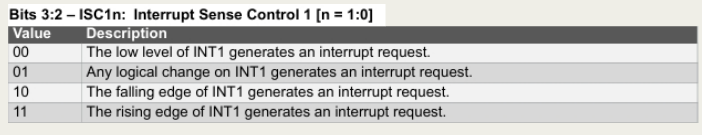 Bits 3:2 – ISC1n: Interrupt Sense Control 1 [n = 1:0]
Value Description
00 The low level of INT1 generates an interrupt request.
01 Any logical change on INT1 generates an interrupt request.
10 The falling edge of INT1 generates an interrupt request.
11 The rising edge of INT1 generates an interrupt request.